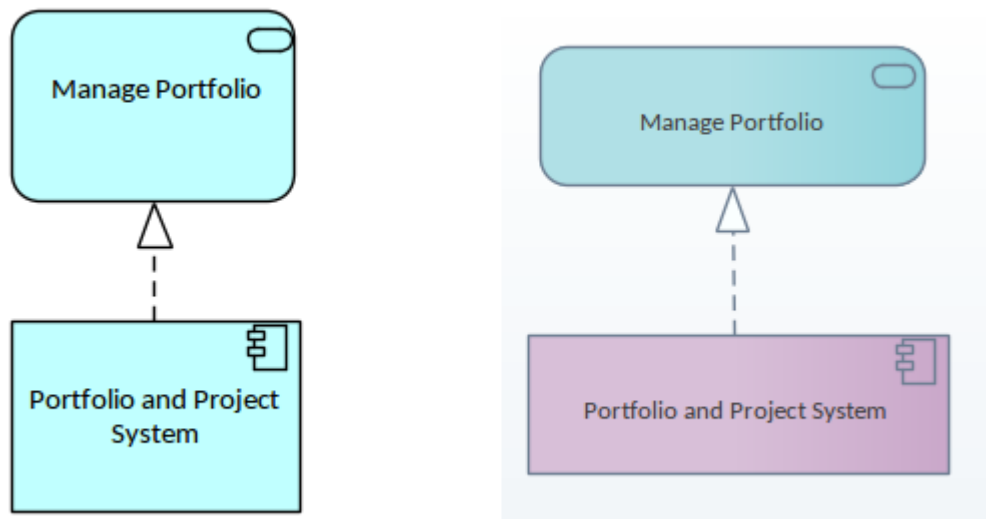 Manage Portfolio
Portfolio and Project
System
Manage Portfolio
Portfolio and Project System